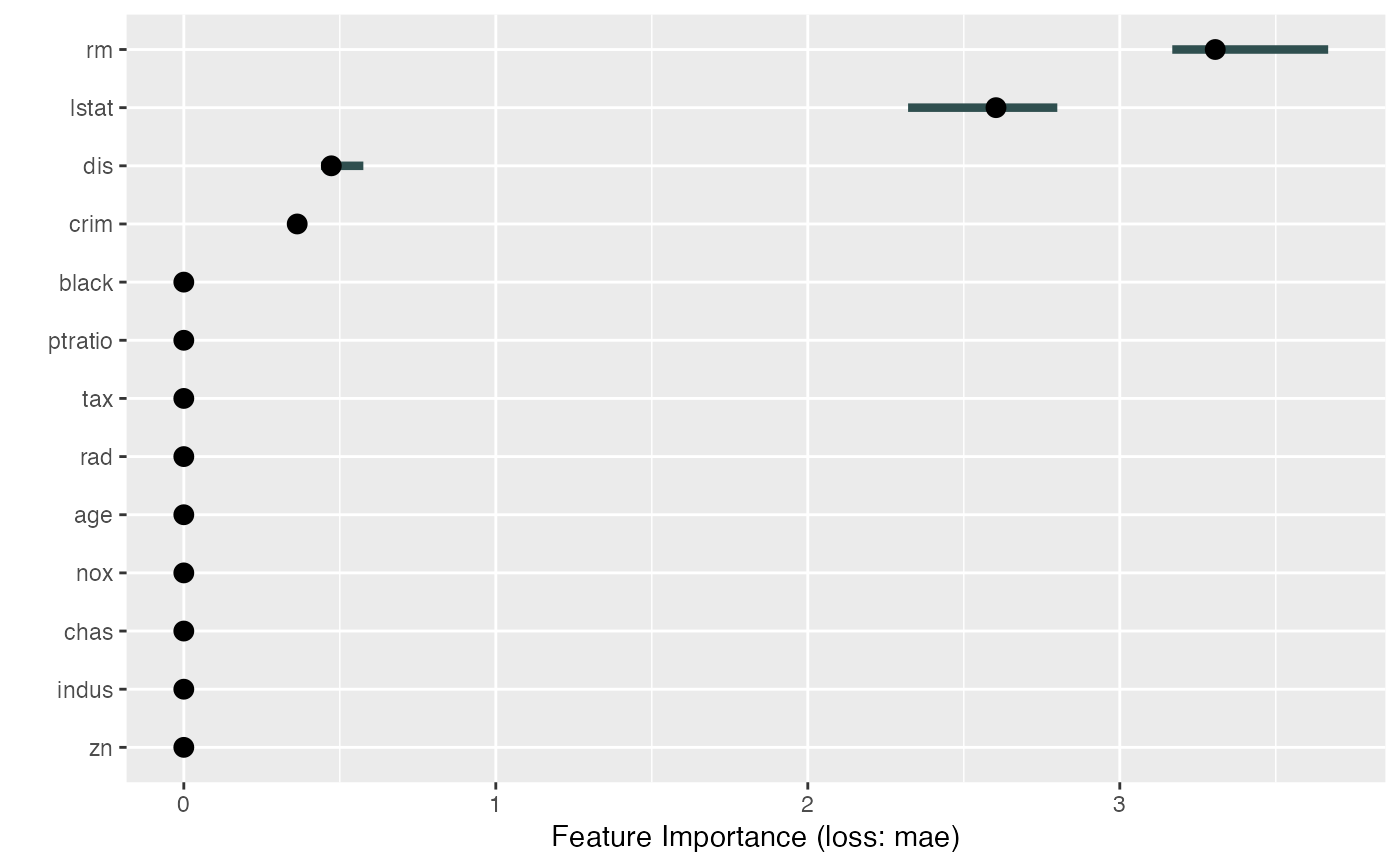 rm
lstat
dis
crim
black
ptratio
tax
rad
age
nox
chas
indus
zn
0 1 2 3
Feature Importance (loss: mae)